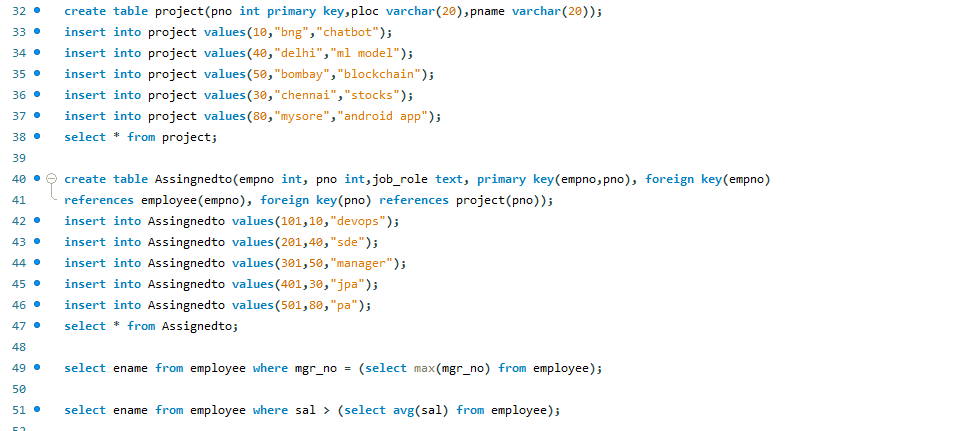 32 create table project(pno int primary key,ploc varchar(20),pname varchar(20));
33 insert into project values(10,"bng","chatbot");
34 insert into project values(40,"delhi","ml model");
35 insert into project values(50,"bombay","blockchain");
36 insert into project values(30,"chennai","stocks");
37 insert into project values(80,"mysore","android app");
38 select * from project;
39
40 create table Assingnedto(empno int, pno int,job_role text, primary key(empno,pno), foreign key(empno)
41 references employee(empno), foreign key(pno) references project(pno));
42 insert into Assingnedto values(101,10,"devops");
43 insert into Assingnedto values(201,40,"sde");
44 insert into Assingnedto values(301,50,"manager");
45 insert into Assingnedto values(401,30,"jpa");
46 insert into Assingnedto values(501,80,"pa");
47 select * from Assignedto;
48
49 select ename from employee where mgr_no = (select max(mgr_no) from employee);
50
51 select ename from employee where sal > (select avg(sal) from employee);
52